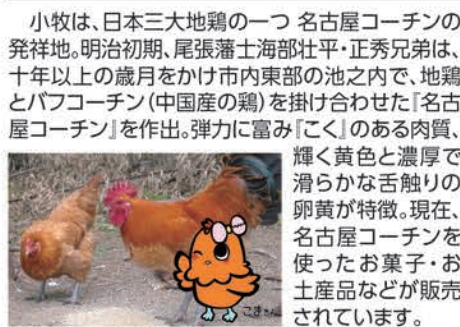 小牧は、日本三大地鶏の一つ 名古屋コーチンの
発祥地。明治初期、尾張藩士海部壮平・正秀兄弟は、
十年以上の歳月をかけ市内東部の池之内で、地鶏
とバフコーチン(中国産の鶏)を掛け合わせた『名古
屋コーチン』を作出。弾力に富み『こく』のある肉質、
輝く黄色と濃厚で
滑らかな舌触りの
卵黄が特徴。現在、
名古屋コーチンを
使ったお菓子・お
土産品などが販売
されています。